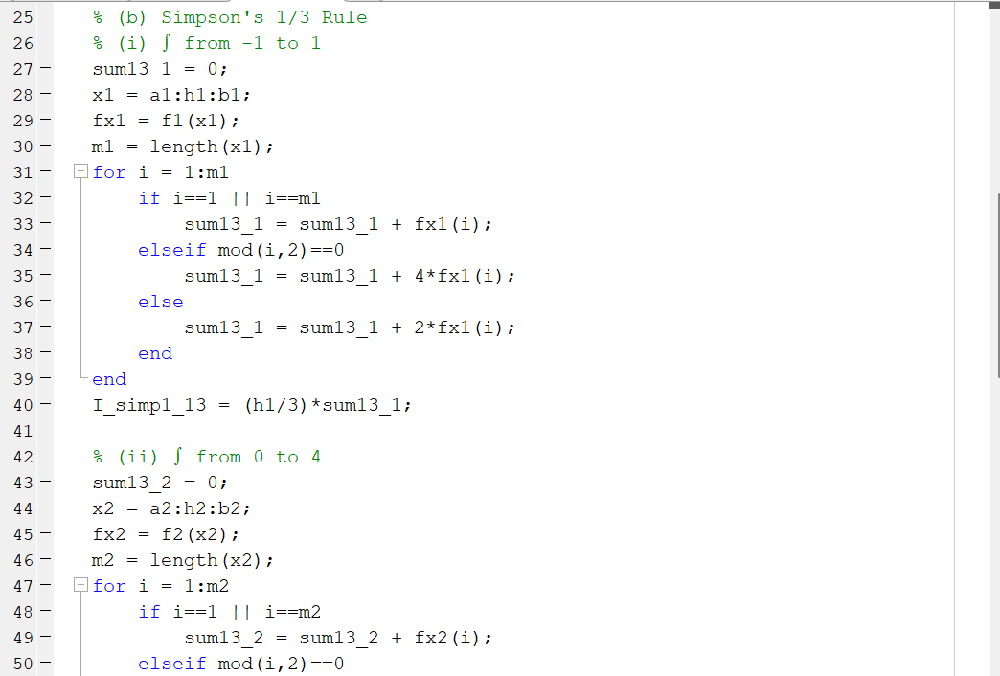 25 % (b) Simpson's 1/3 Rule
26 % (i) ∫ from -1 to 1
27 sum13_1 = 0;
28 x1 = a1:h1:b1;
29 fx1 = f1(x1);
30 m1 = length(x1);
31 for i = 1:m1
32 if i==1 || i==m1
33 sum13_1 = sum13_1 + fx1(i);
34 elseif mod(i,2)==0
35 sum13_1 = sum13_1 + 4*fx1(i);
36 else
37 sum13_1 = sum13_1 + 2*fx1(i);
38 end
39 end
40 I_simp1_13 = (h1/3)*sum13_1;
41
42 % (ii) ∫ from 0 to 4
43 sum13_2 = 0;
44 x2 = a2:h2:b2;
45 fx2 = f2(x2);
46 m2 = length(x2);
47 for i = 1:m2
48 if i==1 || i==m2
49 sum13_2 = sum13_2 + fx2(i);
50 elseif mod(i,2)==0